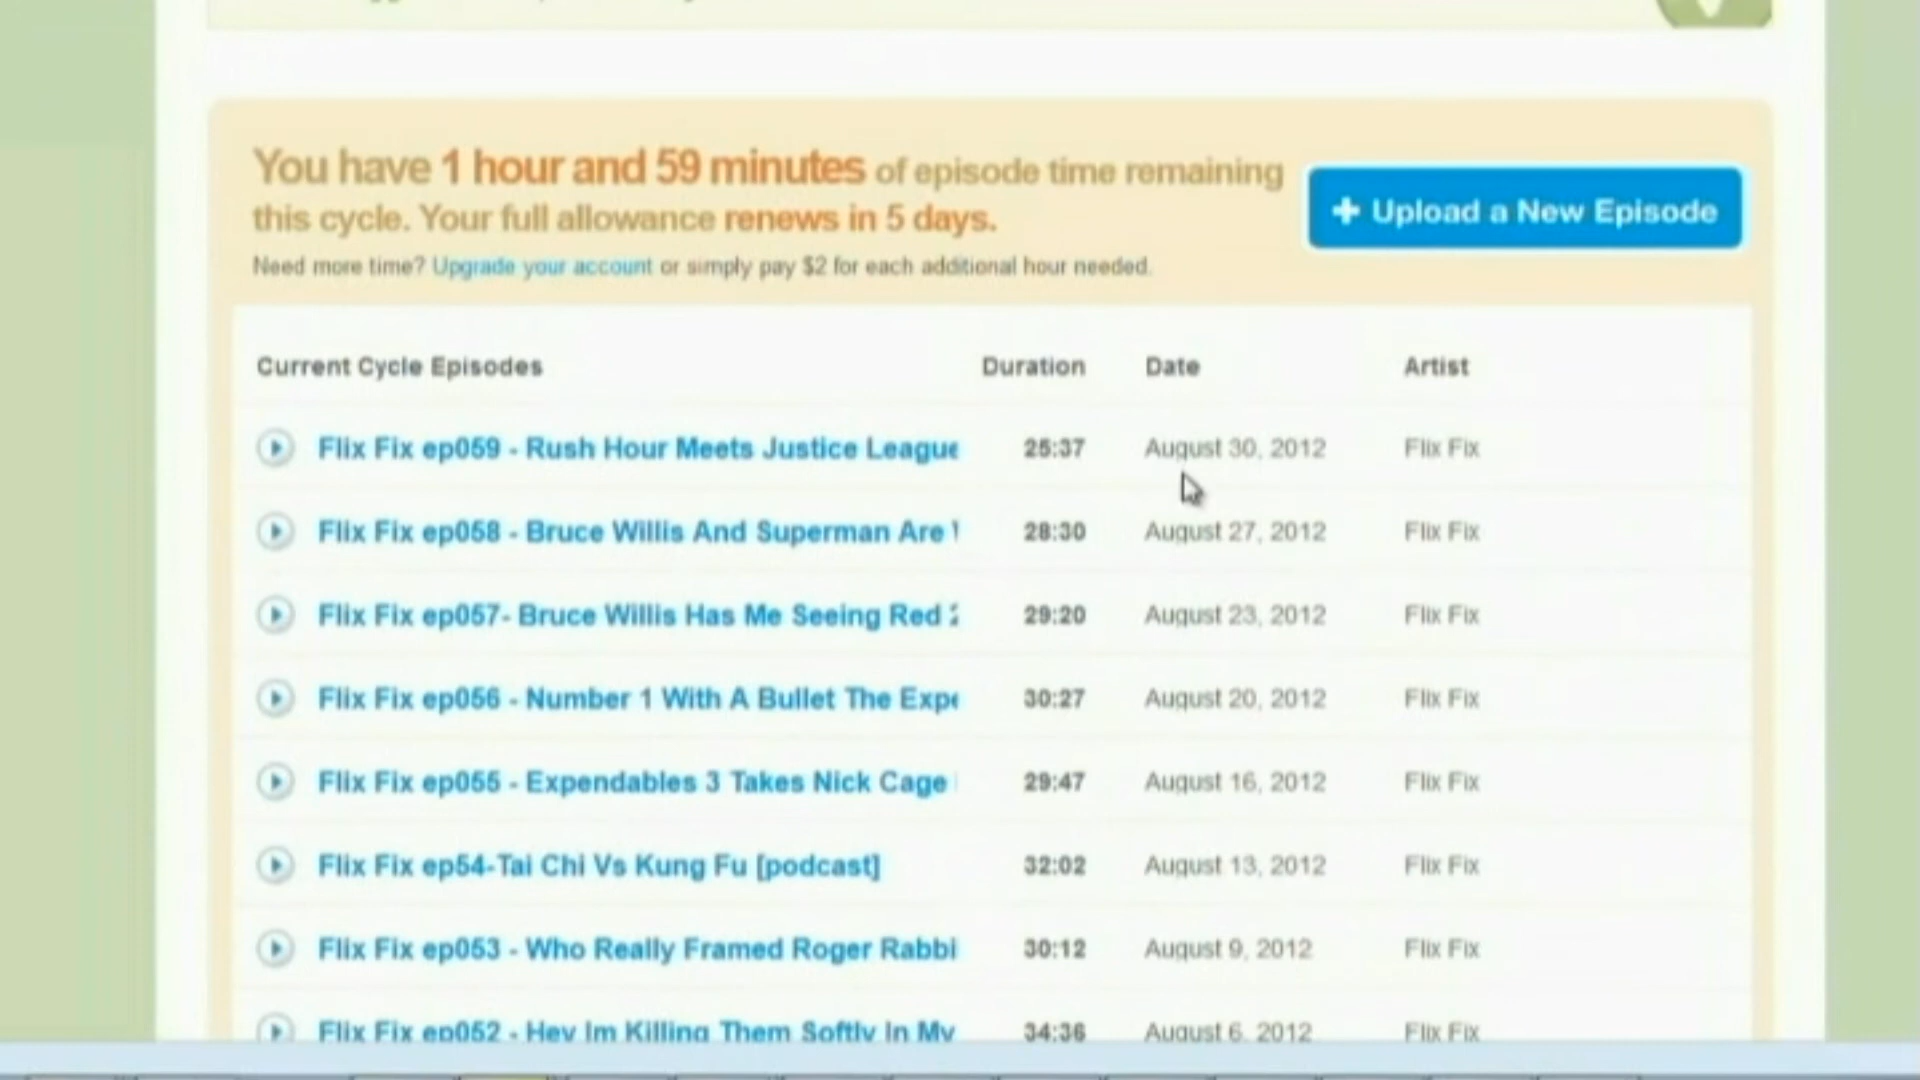 You have 1 hour and 59 minutes of episode time remaining
this cycle. Your full allowance renews in 5 days.
+ Upload a New Episode
Need more time? Upgrade your account or simply pay $2 for each additional hour needed.
Current Cycle Episodes Duration Date Artist
Flix Fix ep059 - Rush Hour Meets Justice League 25:37 August 30, 2012 Flix Fix
Flix Fix ep058 - Bruce Willis And Superman Are 28:30 August 27, 2012 Flix Fix
Flix Fix ep057- Bruce Willis Has Me Seeing Red 29:20 August 23, 2012 Flix Fix
Flix Fix ep056 - Number 1 With A Bullet The Expe 30:27 August 20, 2012 Flix Fix
Flix Fix ep055 - Expendables 3 Takes Nick Cage 29:47 August 16, 2012 Flix Fix
Flix Fix ep54-Tai Chi Vs Kung Fu [podcast] 32:02 August 13, 2012 Flix Fix
Flix Fix ep053 - Who Really Framed Roger Rabbi 30:12 August 9, 2012 Flix Fix
Flix Fix ep052 - Hey Im Killing Them Softly In My 34:36 August 6, 2012 Flix Fix